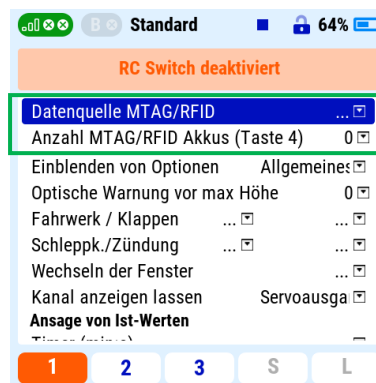 B Standard 64%
RC Switch deaktiviert
Datenquelle MTAG/RFID ...
Anzahl MTAG/RFID Akkus (Taste 4) 0
Einblenden von Optionen Allgemeines
Optische Warnung vor max Höhe 0
Fahrwerk / Klappen ... ...
Schleppk./Zündung ... ...
Wechseln der Fenster ...
Kanal anzeigen lassen Servoausga
Ansage von Ist-Werten
1 2 3 S L